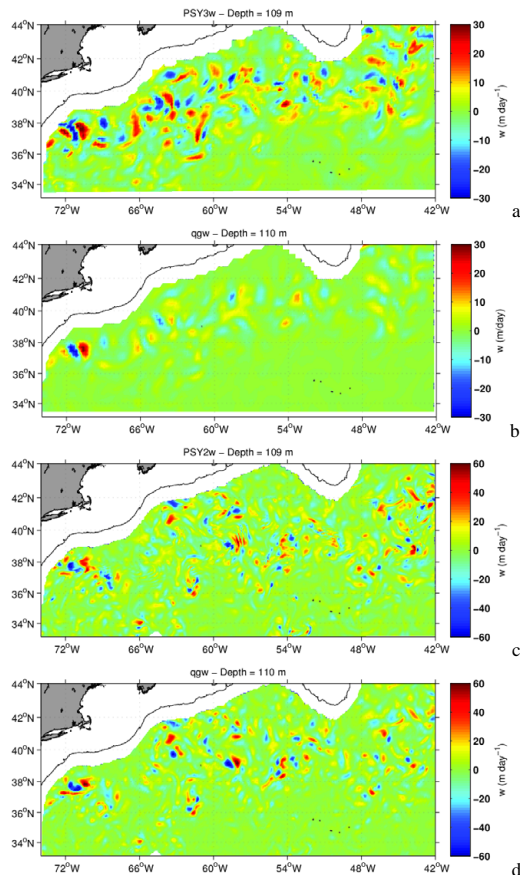 PSY3w – Depth = 109 m
44°N
42°N
40°N
38°N
36°N
34°N
72°W 66°W 60°W 54°W 48°W 42°W
30
20
10
0
−10
−20
−30
w (m day⁻¹)
a
qgw – Depth = 110 m
44°N
42°N
40°N
38°N
36°N
34°N
72°W 66°W 60°W 54°W 48°W 42°W
30
20
10
0
−10
−20
−30
w (m/day)
b
PSY2w – Depth = 109 m
44°N
42°N
40°N
38°N
36°N
34°N
72°W 66°W 60°W 54°W 48°W 42°W
60
40
20
0
−20
−40
−60
w (m day⁻¹)
c
qgw – Depth = 110 m
44°N
42°N
40°N
38°N
36°N
34°N
72°W 66°W 60°W 54°W 48°W 42°W
60
40
20
0
−20
−40
−60
w (m day⁻¹)
d